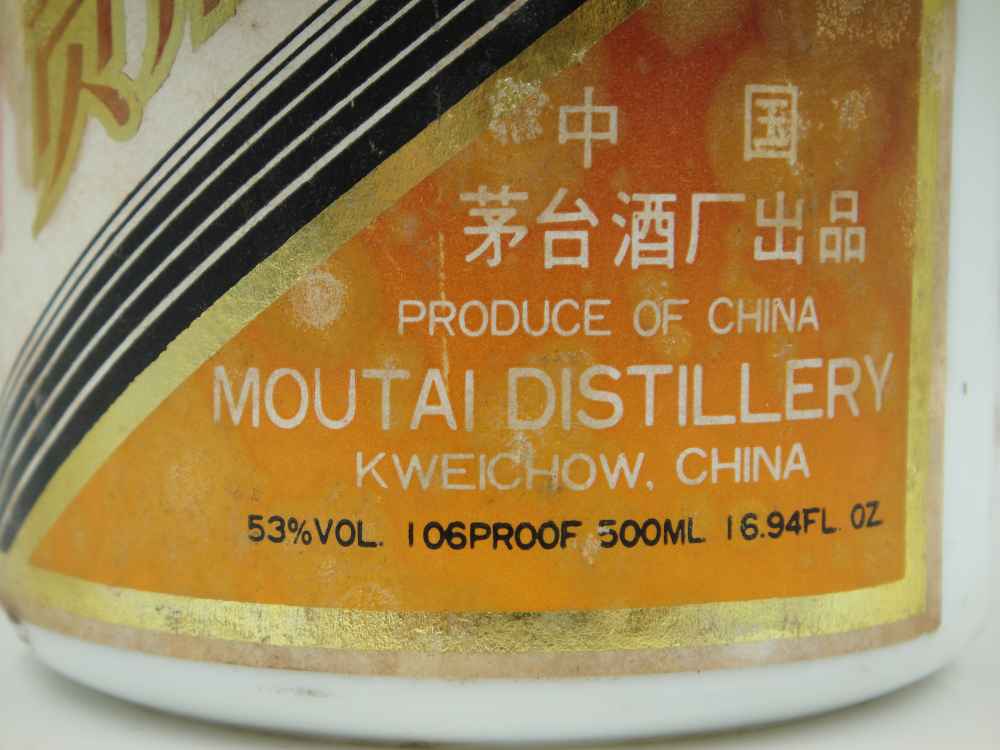 中国
茅台酒厂出品
PRODUCE OF CHINA
MOUTAI DISTILLERY
KWEICHOW, CHINA
53%VOL. 106PROOF 500ML 16.94FL. OZ